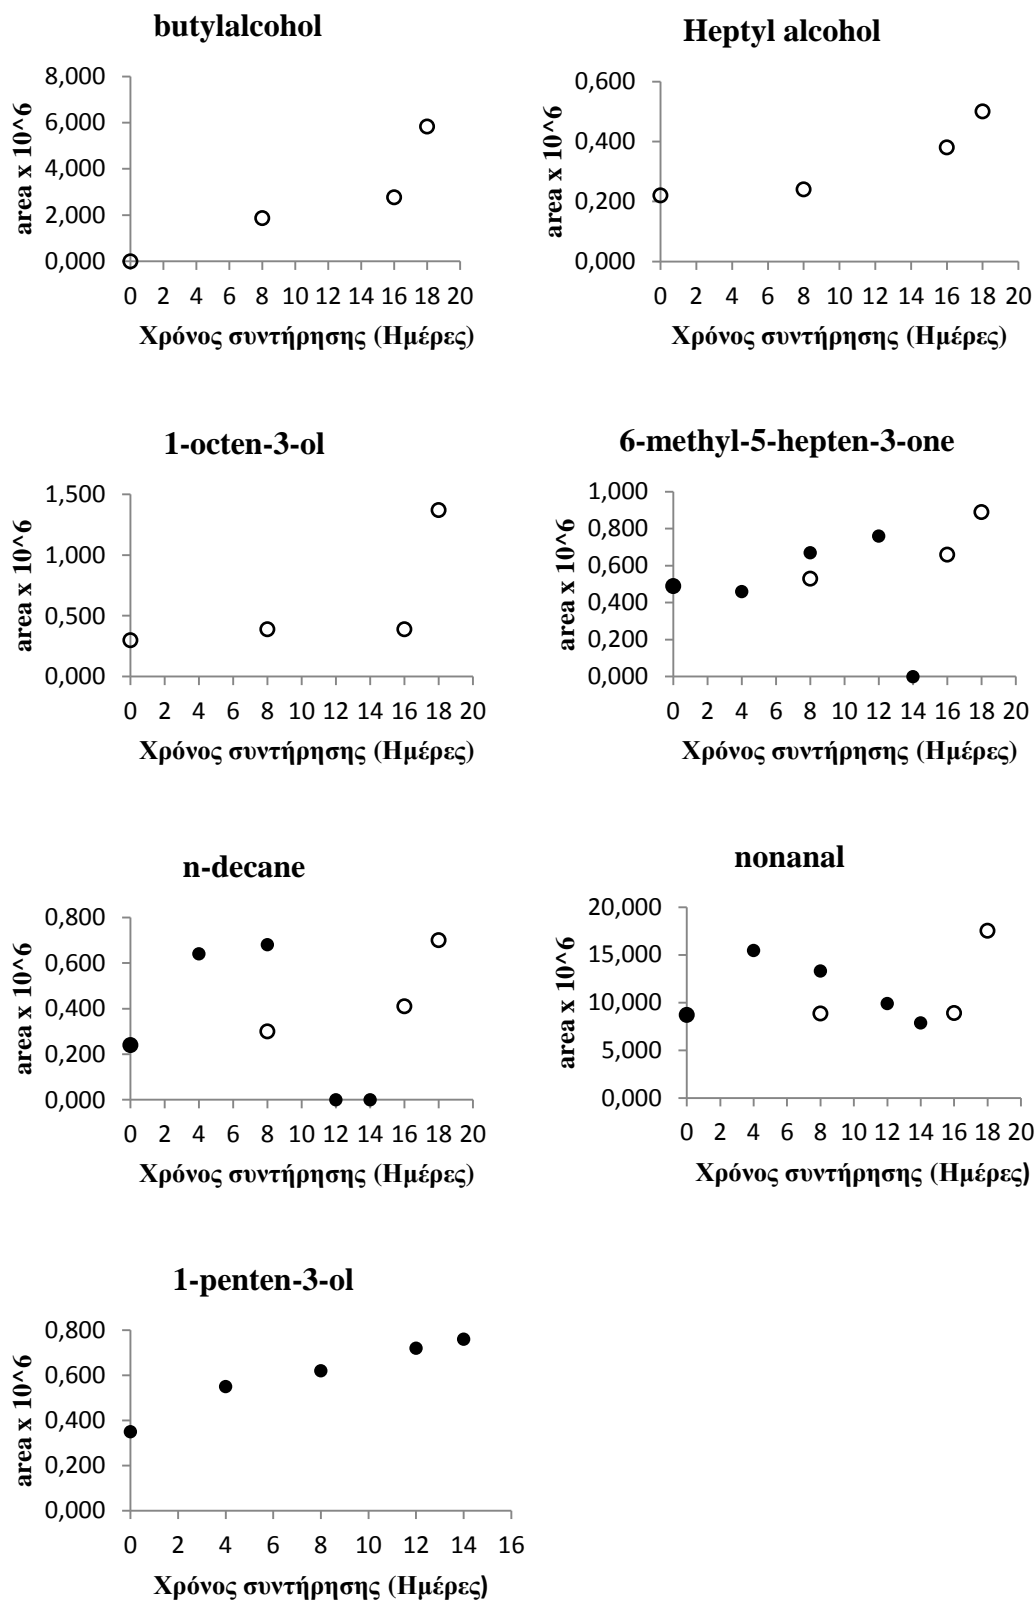 butylalcohol
area x 10^6
8,000
6,000
4,000
2,000
0,000
0 2 4 6 8 10 12 14 16 18 20
Χρόνος συντήρησης (Ημέρες)
Heptyl alcohol
area x 10^6
0,600
0,400
0,200
0,000
0 2 4 6 8 10 12 14 16 18 20
Χρόνος συντήρησης (Ημέρες)
1-octen-3-ol
area x 10^6
1,500
1,000
0,500
0,000
0 2 4 6 8 10 12 14 16 18 20
Χρόνος συντήρησης (Ημέρες)
6-methyl-5-hepten-3-one
area x 10^6
1,000
0,800
0,600
0,400
0,200
0,000
0 2 4 6 8 10 12 14 16 18 20
Χρόνος συντήρησης (Ημέρες)
n-decane
area x 10^6
0,800
0,600
0,400
0,200
0,000
0 2 4 6 8 10 12 14 16 18 20
Χρόνος συντήρησης (Ημέρες)
nonanal
area x 10^6
20,000
15,000
10,000
5,000
0,000
0 2 4 6 8 10 12 14 16 18 20
Χρόνος συντήρησης (Ημέρες)
1-penten-3-ol
area x 10^6
0,800
0,600
0,400
0,200
0,000
0 2 4 6 8 10 12 14 16
Χρόνος συντήρησης (Ημέρες)